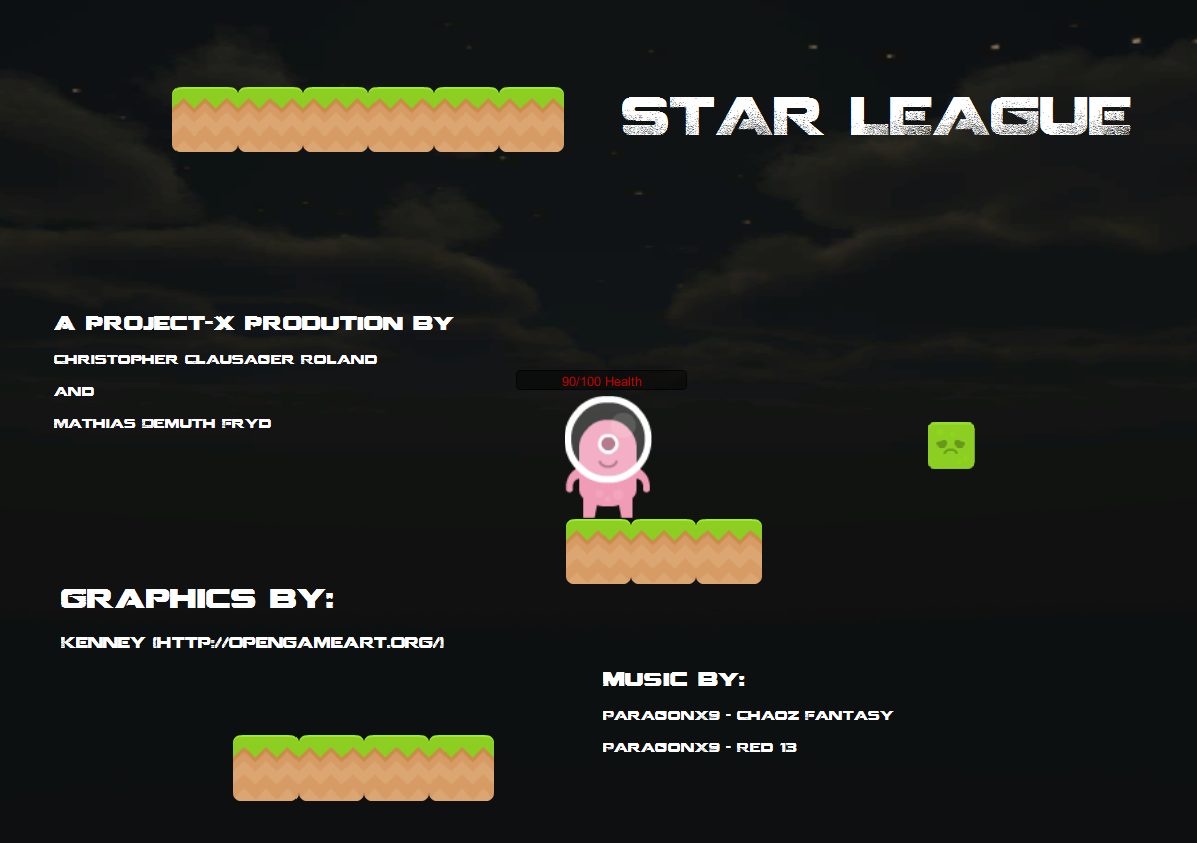 STAR LEAGUE
A PROJECT-X PRODUTION BY
CHRISTOPHER CLAUSAGER ROLAND
AND
MATHIAS DEMUTH FRYD
90/100 Health
GRAPHICS BY:
KENNEY (HTTP://OPENGAMEART.ORG/)
MUSIC BY:
PARAGONX9 - CHAOZ FANTASY
PARAGONX9 - RED 13